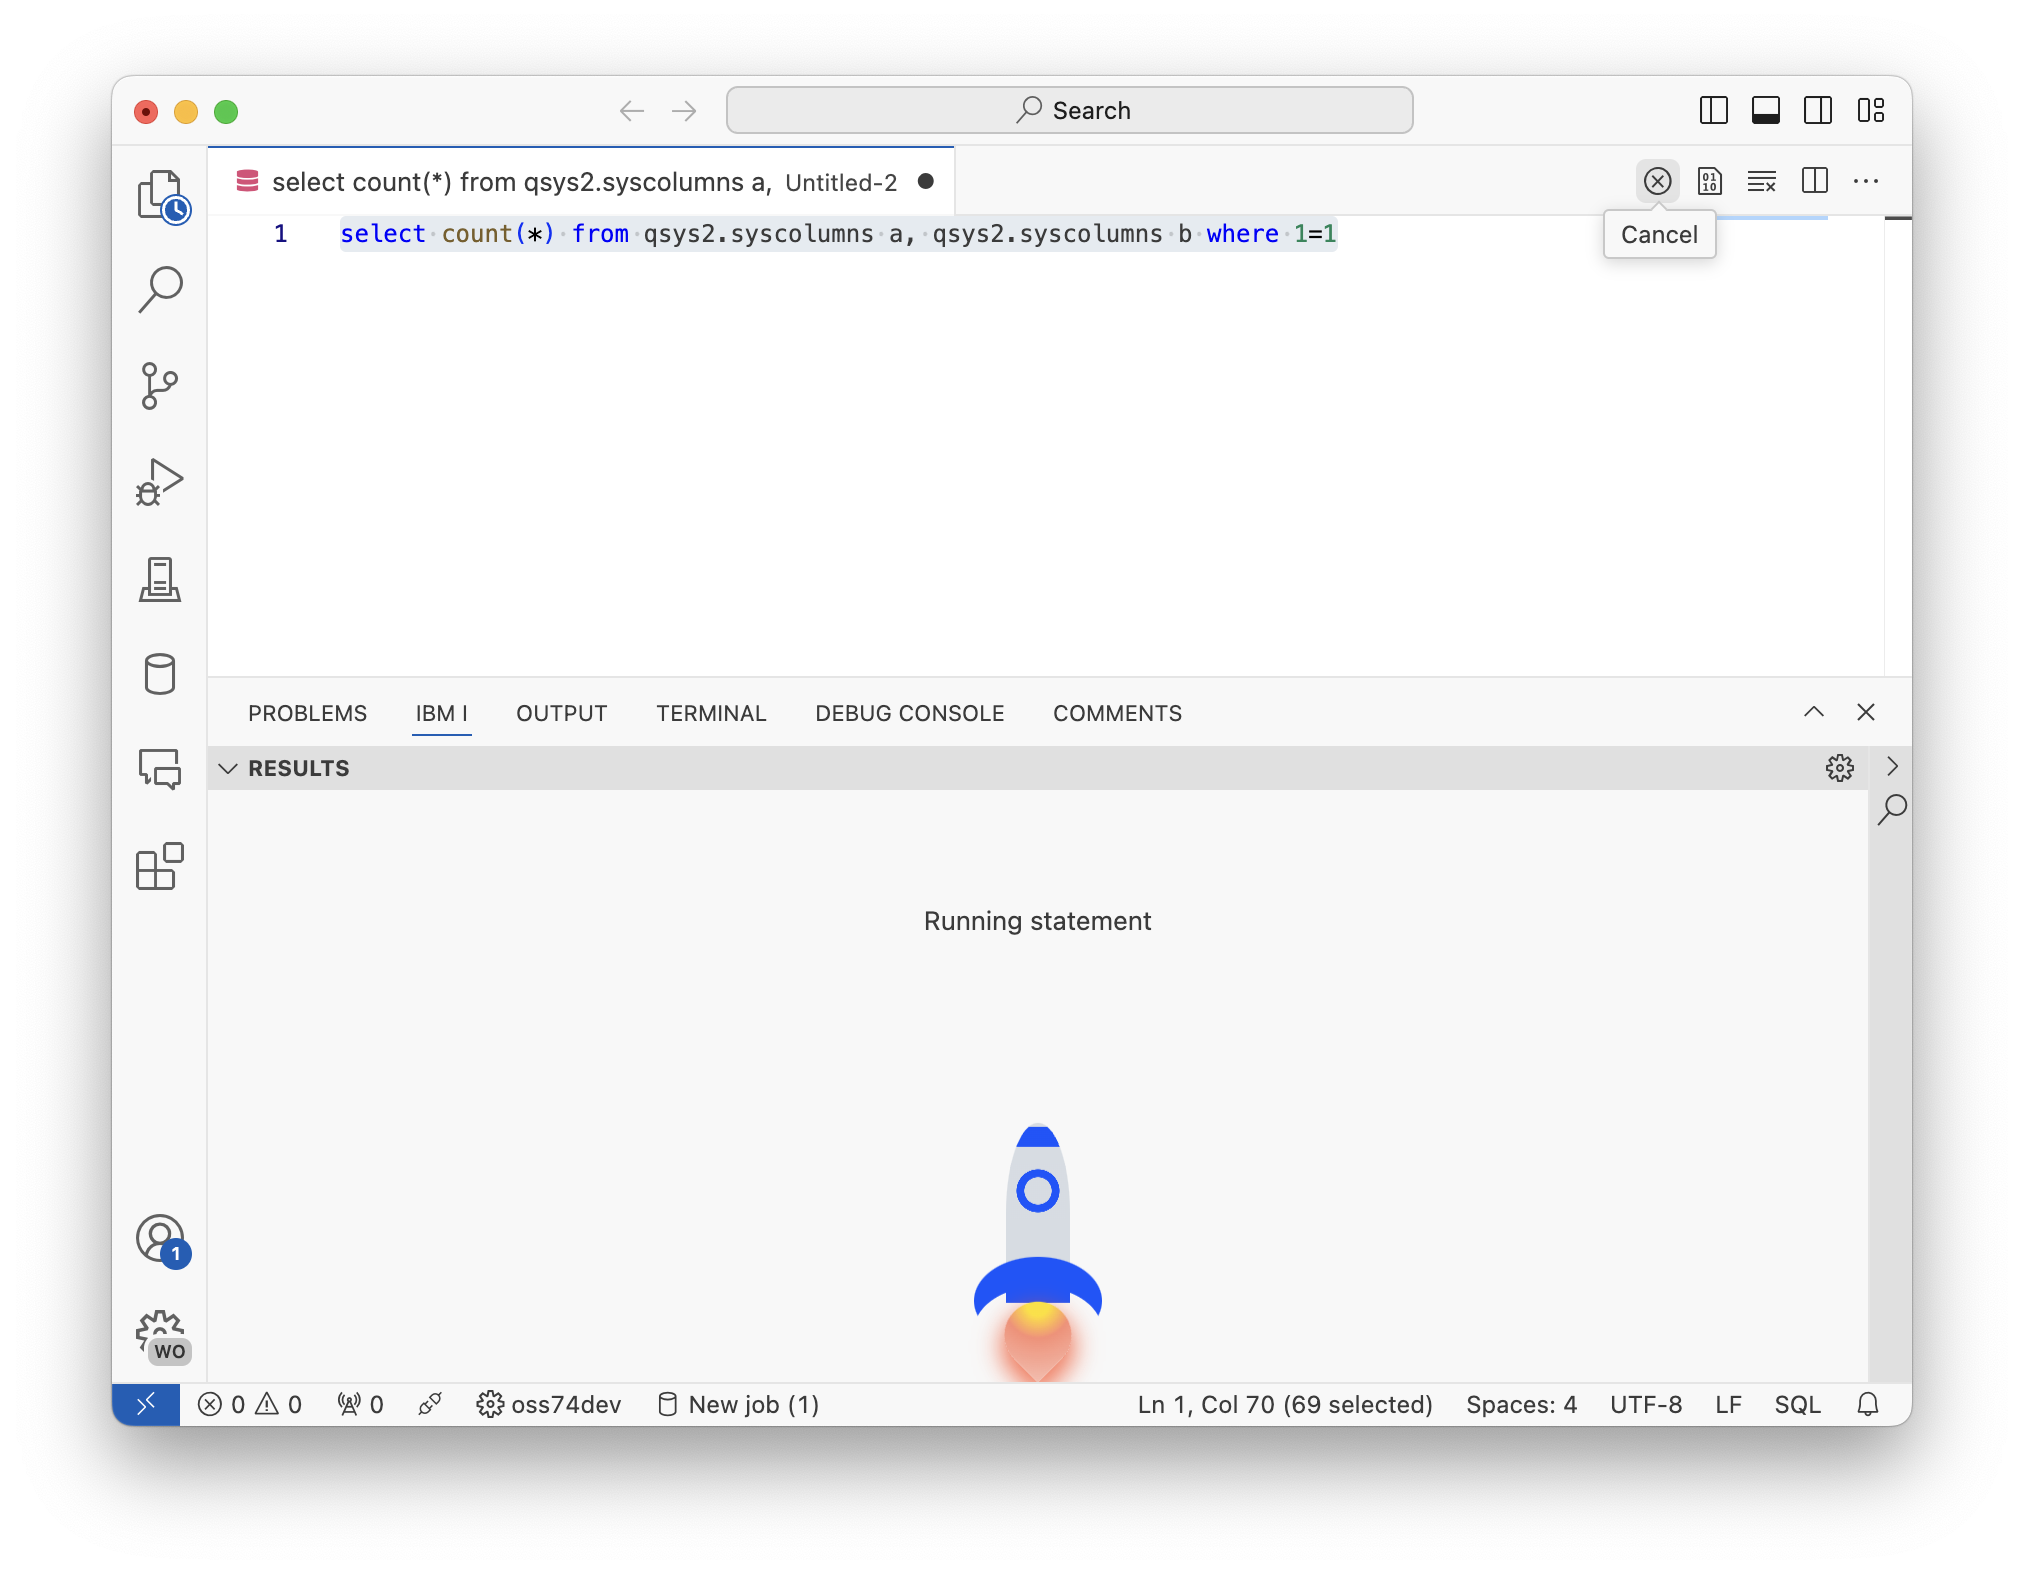 Search
select count(*) from qsys2.syscolumns a, Untitled-2
Cancel
1 select count(*) from qsys2.syscolumns a, qsys2.syscolumns b where 1=1
PROBLEMS IBM I OUTPUT TERMINAL DEBUG CONSOLE COMMENTS
RESULTS
Running statement
1
WO
0 0 0 oss74dev New job (1) Ln 1, Col 70 (69 selected) Spaces: 4 UTF-8 LF SQL